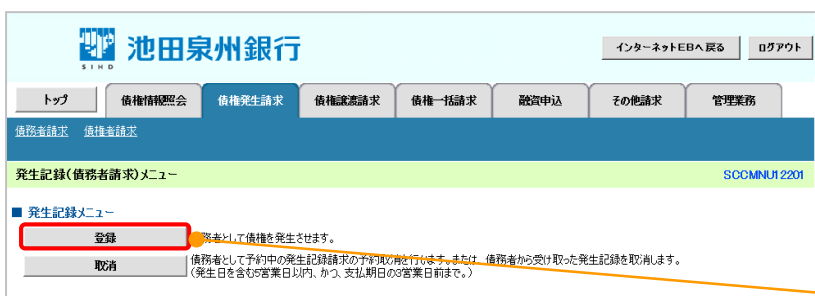 SIHD
池田泉州銀行
インターネットEBへ戻る
ログアウト
トップ
債権情報照会
債権発生請求
債権譲渡請求
債権一括請求
融資申込
その他請求
管理業務
債務者請求 債権者請求
発生記録(債務者請求)メニュー
SCCMNU12201
■ 発生記録メニュー
登録
務者として債権を発生させます。
取消
債務者として予約中の発生記録請求の予約取消を行います。または、債務者から受け取った発生記録を取消します。
(発生日を含む5営業日以内、かつ、支払期日の3営業日前まで。)